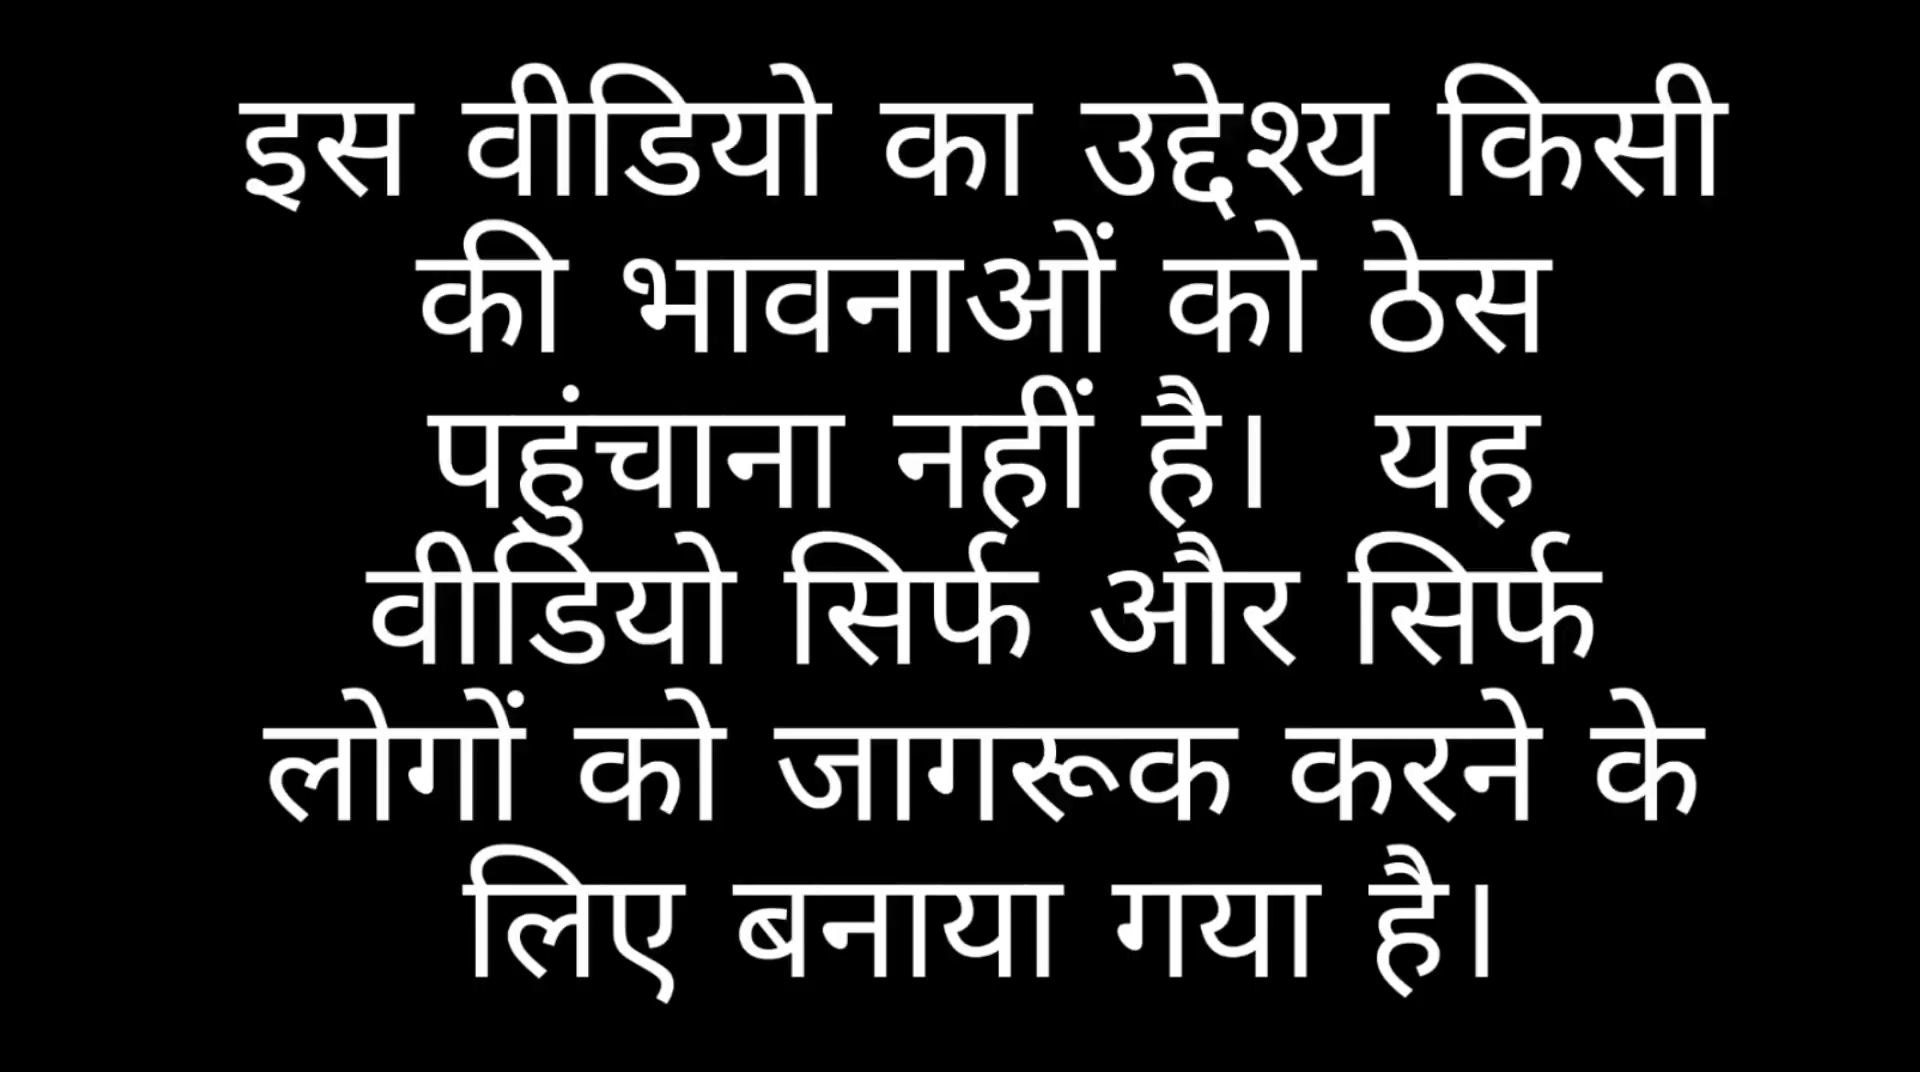 इस वीडियो का उद्देश्य किसी
की भावनाओं को ठेस
पहुंचाना नहीं है।  यह
वीडियो सिर्फ और सिर्फ
लोगों को जागरूक करने के
लिए बनाया गया है।